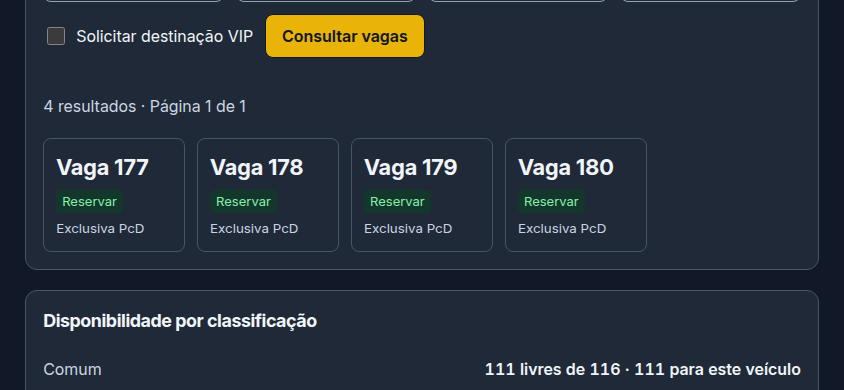 Solicitar destinação VIP Consultar vagas
4 resultados · Página 1 de 1
Vaga 177 Vaga 178 Vaga 179 Vaga 180
Reservar Reservar Reservar Reservar
Exclusiva PcD Exclusiva PcD Exclusiva PcD Exclusiva PcD
Disponibilidade por classificação
Comum 111 livres de 116 · 111 para este veículo